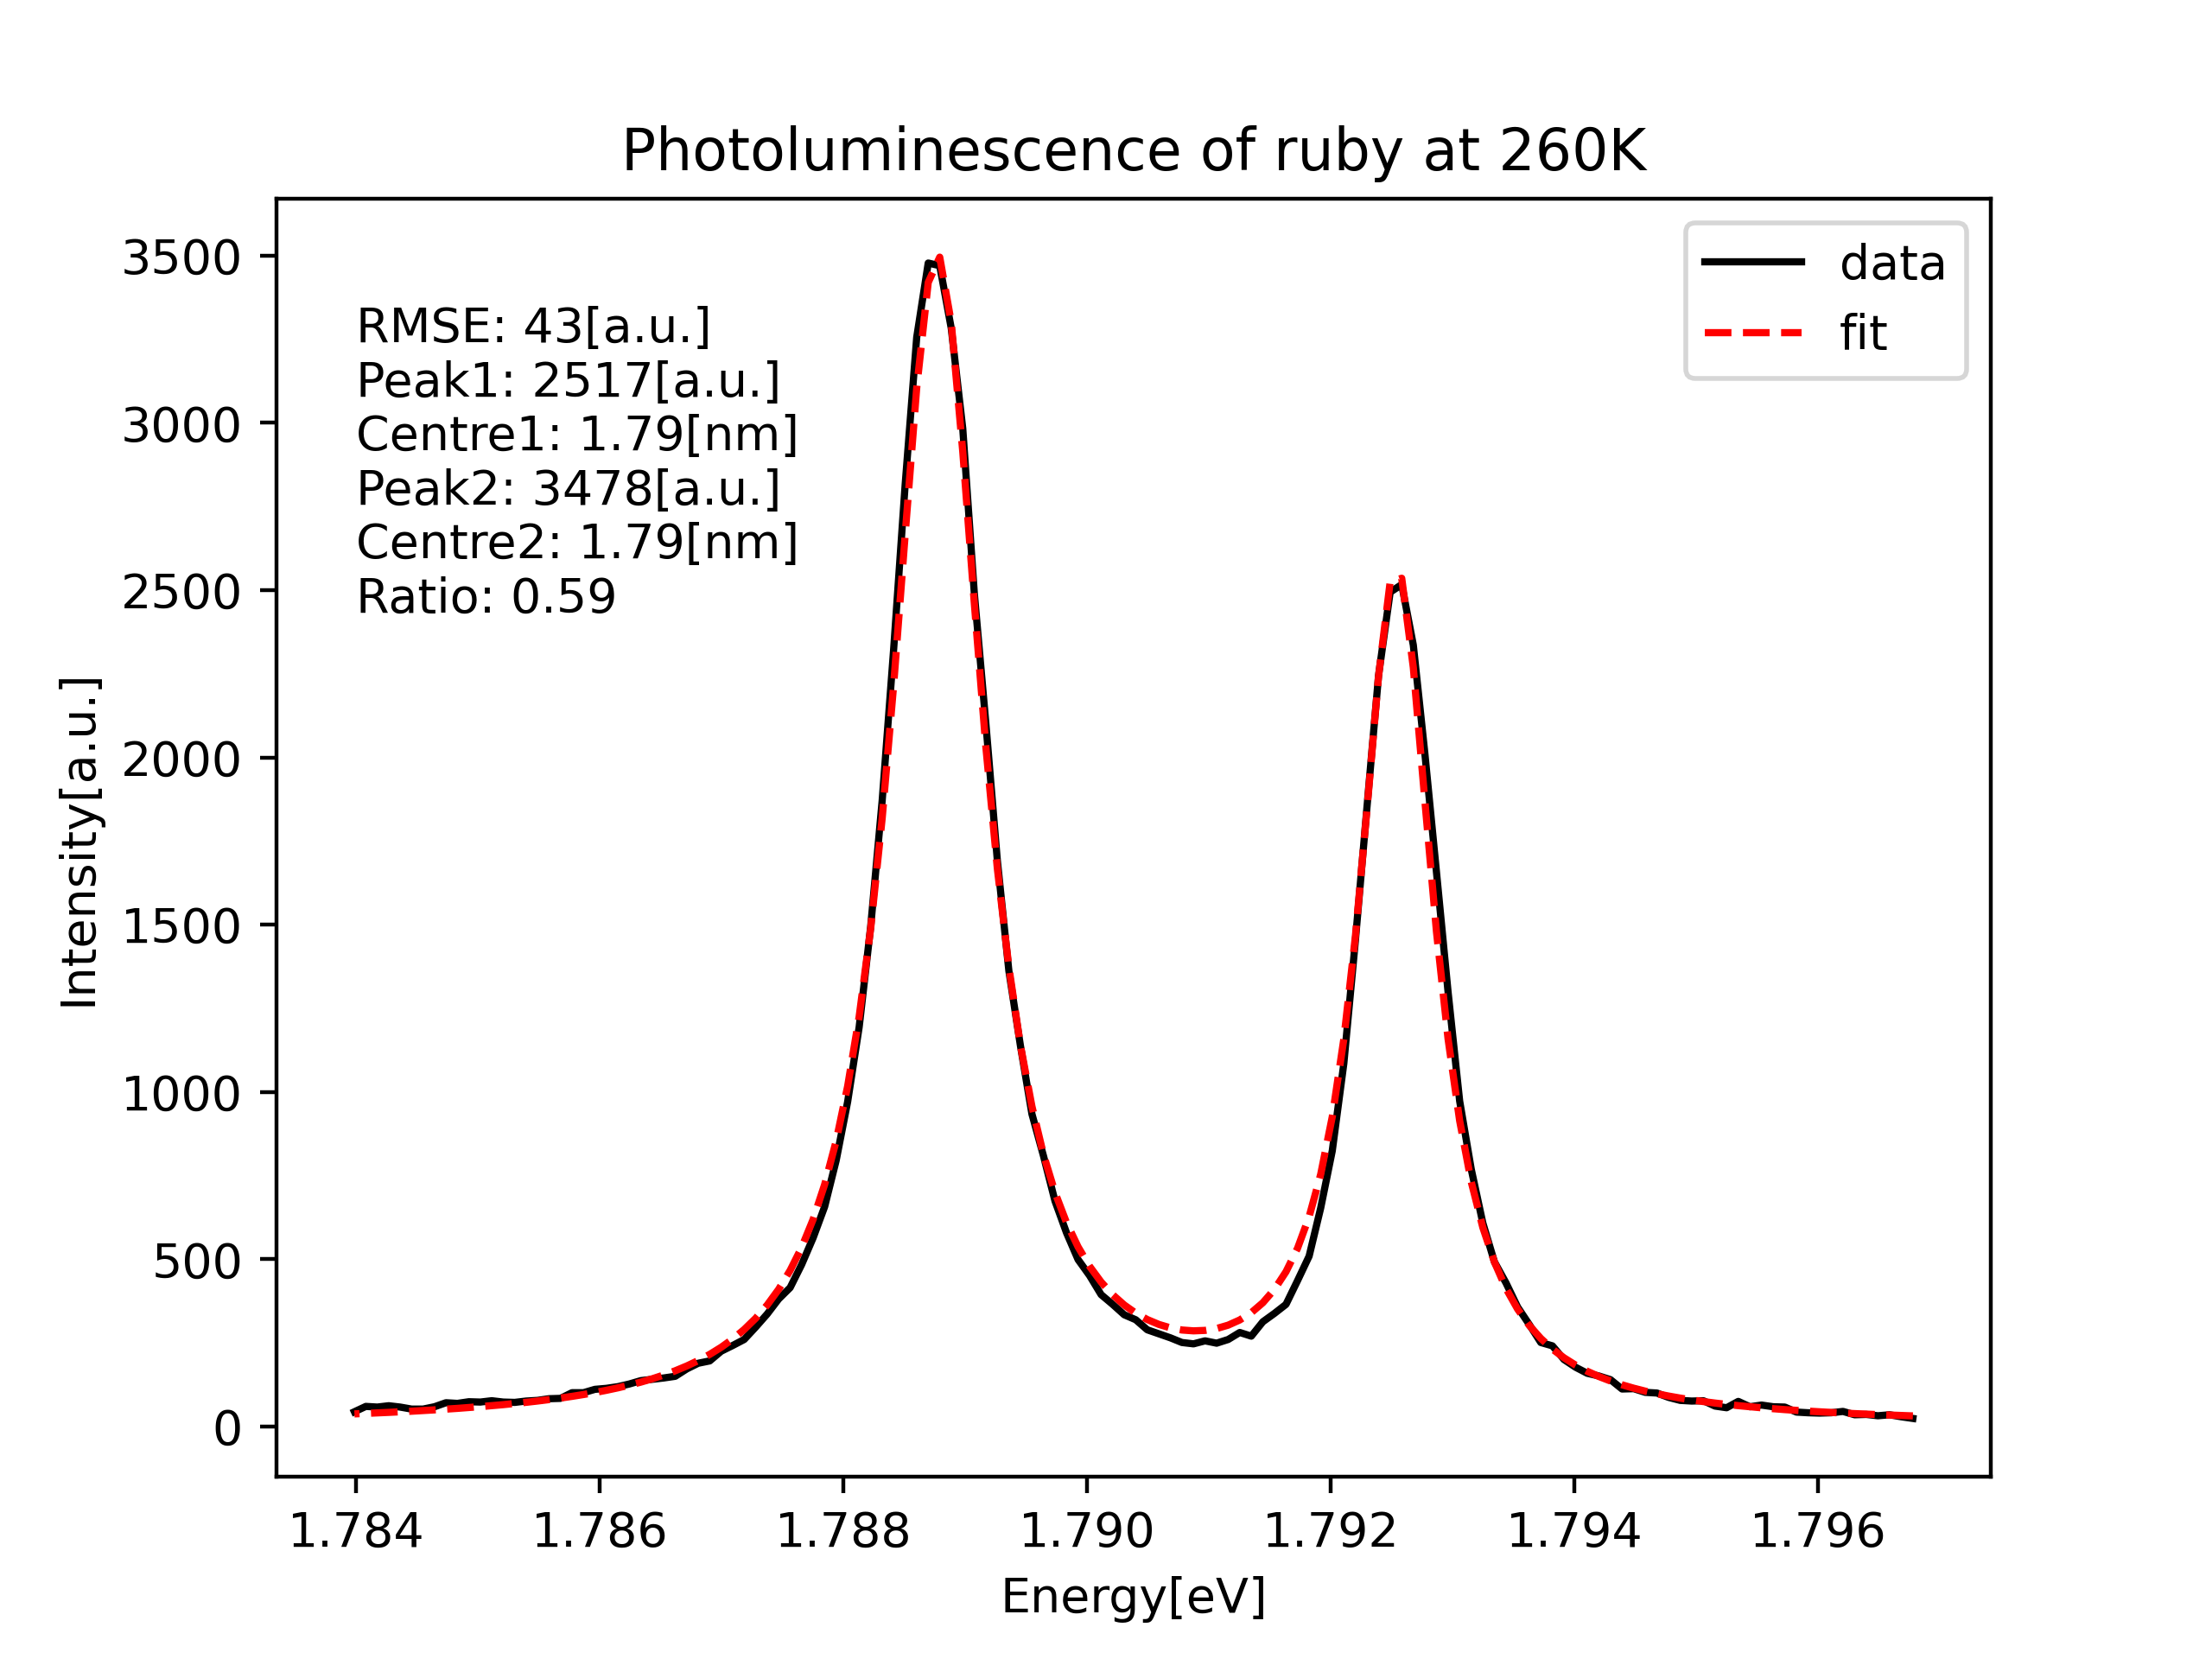 Photoluminescence of ruby at 260K
data
fit
RMSE: 43[a.u.]
Peak1: 2517[a.u.]
Centre1: 1.79[nm]
Peak2: 3478[a.u.]
Centre2: 1.79[nm]
Ratio: 0.59
Intensity[a.u.]
3500
3000
2500
2000
1500
1000
500
0
1.784 1.786 1.788 1.790 1.792 1.794 1.796
Energy[eV]